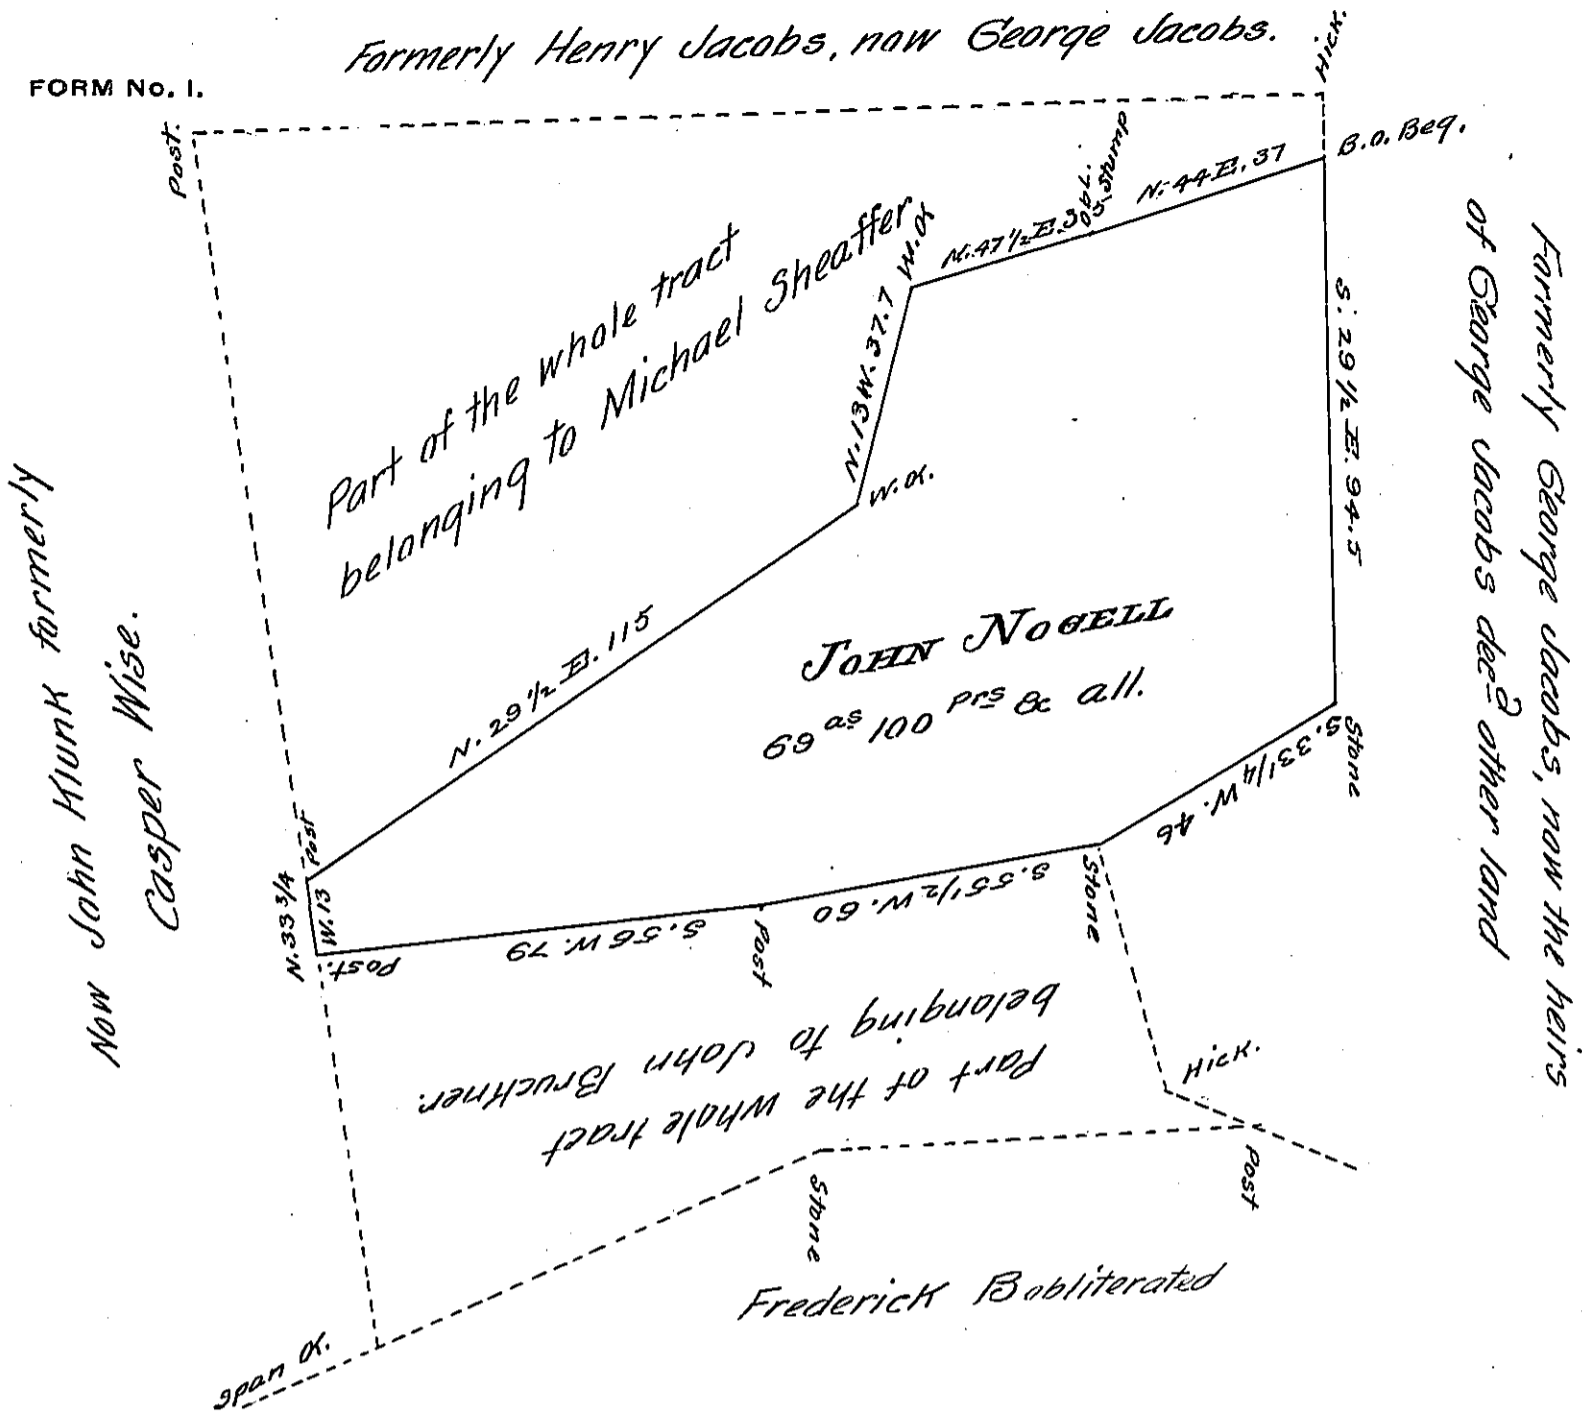 Formerly Henry Jacobs, now George Jacobs.
FORM No. 1.
Post.
Hick.
B.O. Beg.
N. 44 E. 37
Stump
N. 47 1/2 E. 39.7
W.O.
N. 13 W. 37.7
W.O.
S. 29 1/2 E. 94.5
Formerly George Jacobs, now the heirs
of George Jacobs decd other land
Part of the whole tract
belonging to Michael Sheaffer
Now John Klunk formerly
Casper Wise.
N. 29 1/2 E. 115
JOHN NOGELL
69 as 100 prs & all.
Stone
S. 33 1/4 W. 46
Stone
S. 55 1/2 W. 60
Post
S. 56 W. 79
Post.
N. 33 3/4
W. 13
Post
Part of the whole tract
belonging to John Bruckner.
Hick.
Post
Stone
Frederick Bobliterated
Span O.